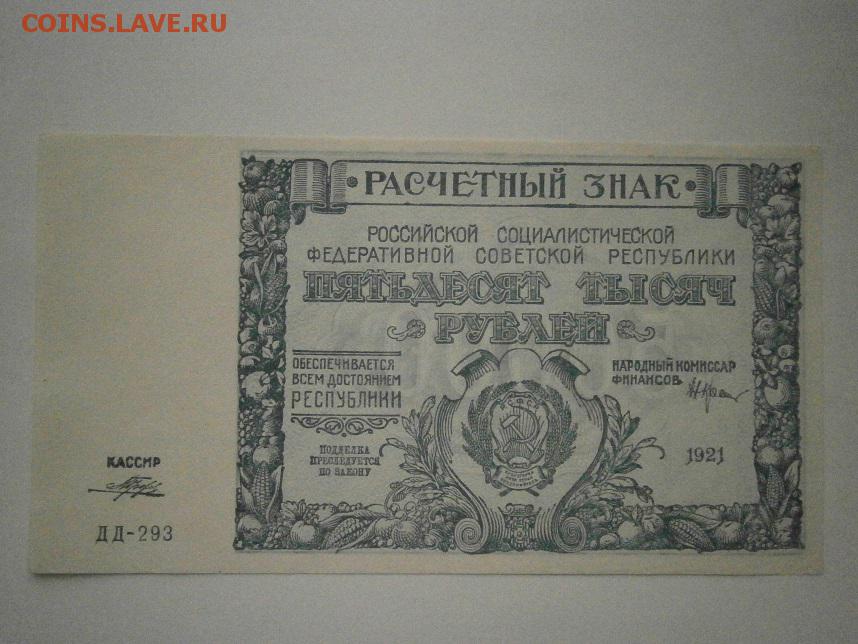 COINS.LAVE.RU
РАСЧЕТНЫЙ ЗНАК
РОССИЙСКОЙ СОЦИАЛИСТИЧЕСКОЙ
ФЕДЕРАТИВНОЙ СОВЕТСКОЙ РЕСПУБЛИКИ
ПЯТЬДЕСЯТ ТЫСЯЧ
РУБЛЕЙ
ОБЕСПЕЧИВАЕТСЯ
ВСЕМ ДОСТОЯНИЕМ
РЕСПУБЛИКИ
НАРОДНЫЙ КОМИССАР
ФИНАНСОВ
ПОДДЕЛКА
ПРЕСЛЕДУЕТСЯ
ПО ЗАКОНУ
1921
КАССИР
ДД-293